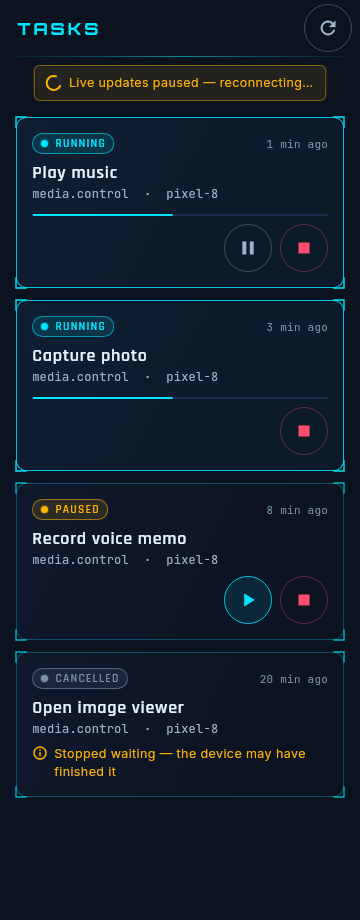 TASKS
Live updates paused — reconnecting...
RUNNING
1 min ago
Play music
media.control · pixel-8
RUNNING
3 min ago
Capture photo
media.control · pixel-8
PAUSED
8 min ago
Record voice memo
media.control · pixel-8
CANCELLED
20 min ago
Open image viewer
media.control · pixel-8
Stopped waiting — the device may have
finished it